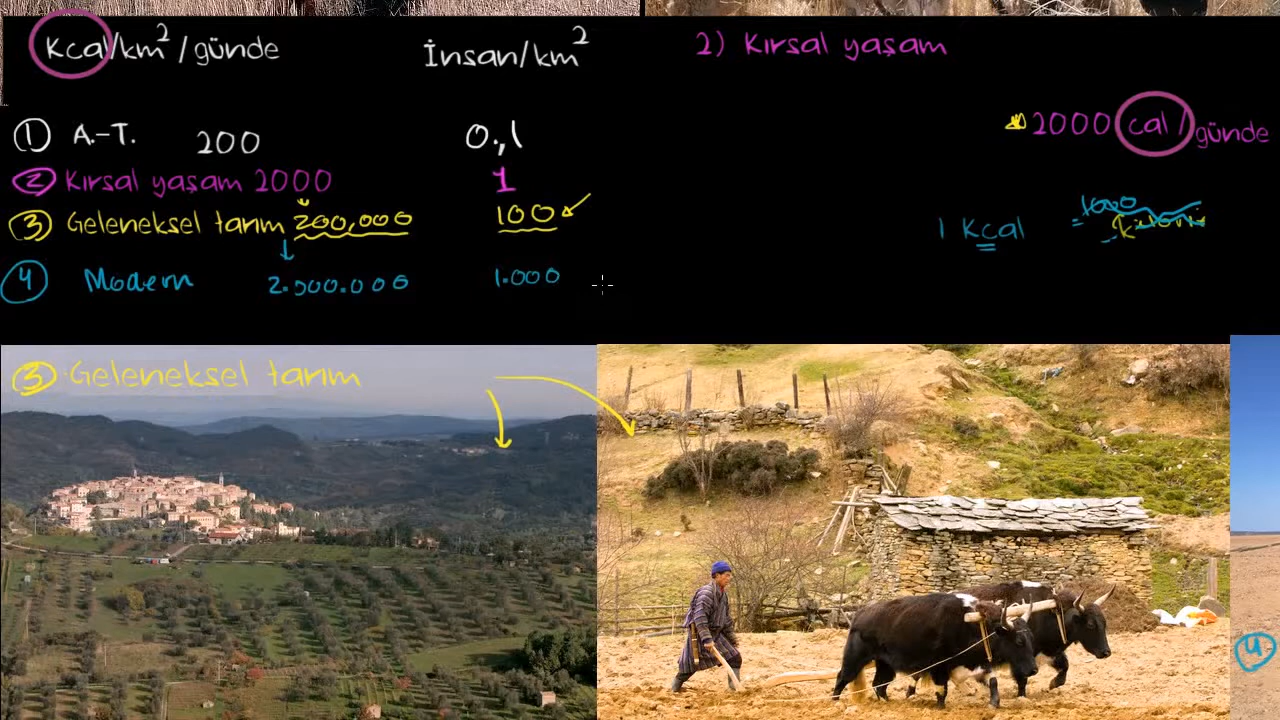 Kcal/km²/günde İnsan/km²
① A.-T. 200 0,1
② Kırsal yaşam 2000 1
③ Geleneksel tarım 200,000 100
④ Modern 2.000.000 1.000
2) Kırsal yaşam
2000 cal/günde
1 Kcal 1000
③ Geleneksel tarım
④